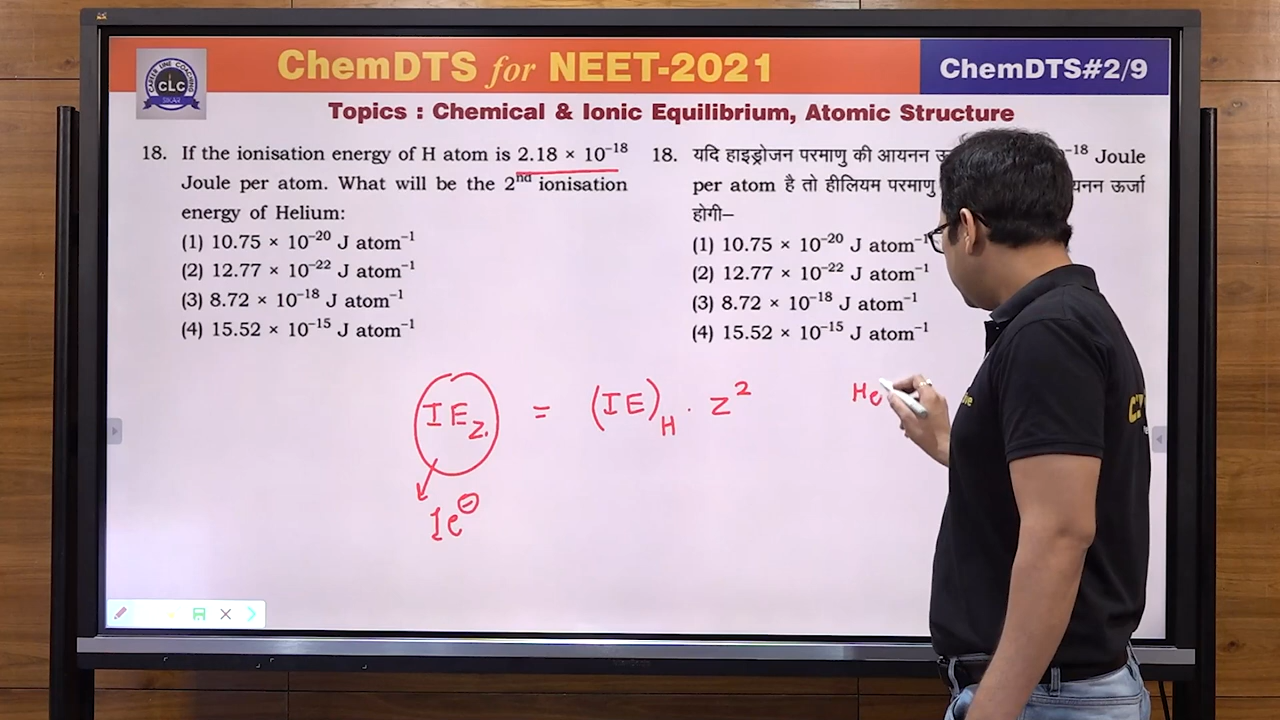 ChemDTS for NEET-2021
ChemDTS#2/9
CAREER LINE COACHING
CLC
SIKAR
Topics : Chemical & Ionic Equilibrium, Atomic Structure
18. If the ionisation energy of H atom is 2.18 × 10⁻¹⁸
Joule per atom. What will be the 2ⁿᵈ ionisation
energy of Helium:
(1) 10.75 × 10⁻²⁰ J atom⁻¹
(2) 12.77 × 10⁻²² J atom⁻¹
(3) 8.72 × 10⁻¹⁸ J atom⁻¹
(4) 15.52 × 10⁻¹⁵ J atom⁻¹
18. यदि हाइड्रोजन परमाणु की आयनन ⁻¹⁸ Joule
per atom है तो हीलियम परमाणु ऊर्जा
होगी–
(1) 10.75 × 10⁻²⁰ J atom⁻¹
(2) 12.77 × 10⁻²² J atom⁻¹
(3) 8.72 × 10⁻¹⁸ J atom⁻¹
(4) 15.52 × 10⁻¹⁵ J atom⁻¹
IE_Z. = (IE)_H . Z²
He
1e⊖